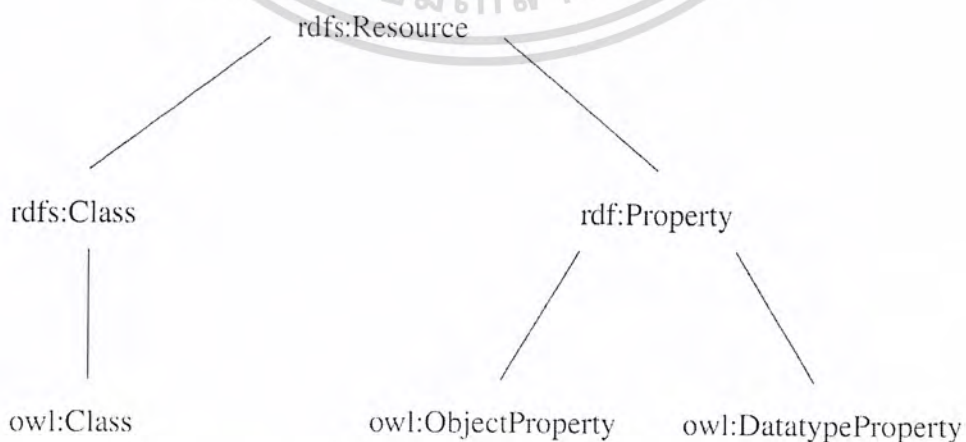 rdfs:Resource
rdfs:Class
rdf:Property
owl:Class
owl:ObjectProperty
owl:DatatypeProperty